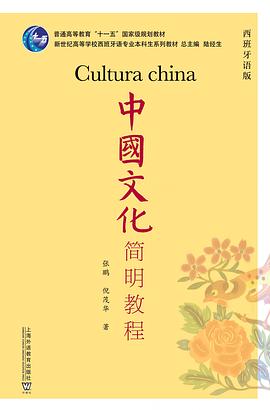 普通高等教育“十一五”国家级规划教材
新世纪高等学校西班牙语专业本科生系列教材 总主编 陆经生
西班牙语版
Cultura china
中國文化
简明教程
张鹏 倪茂华 著
上海外语教育出版社